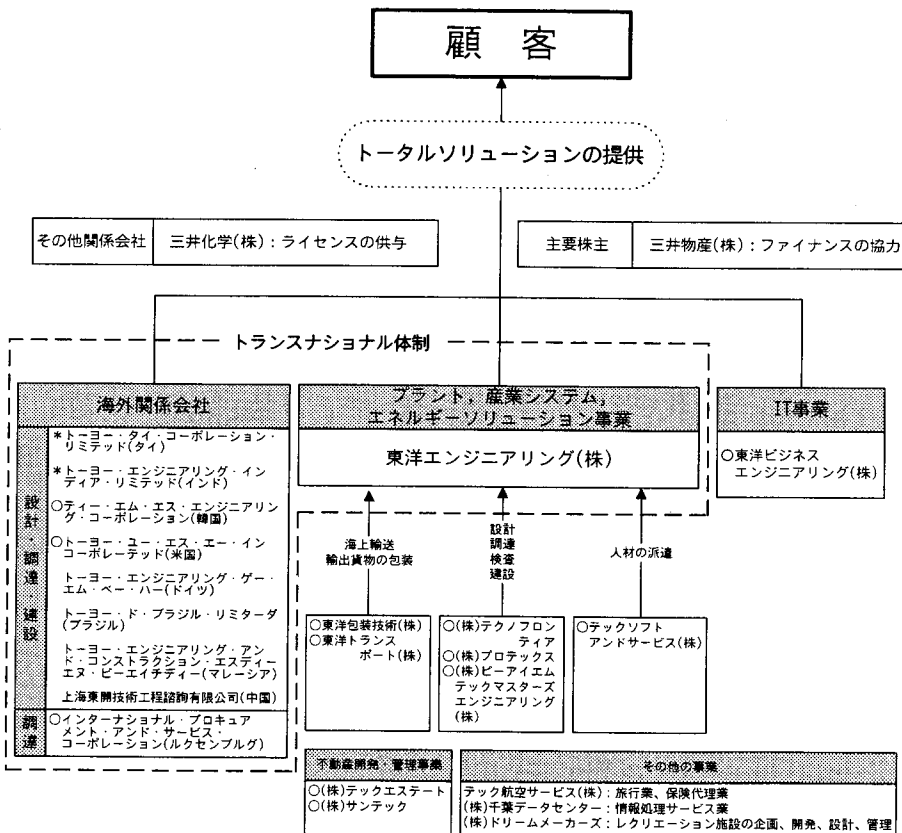 顧　客
トータルソリューションの提供
その他関係会社
三井化学(株)：ライセンスの供与
主要株主
三井物産(株)：ファイナンスの協力
トランスナショナル体制
海外関係会社
設計・調達・建設
＊トーヨー・タイ・コーポレーション・
リミテッド(タイ)
＊トーヨー・エンジニアリング・イン
ディア・リミテッド(インド)
○ティー・エム・エス・エンジニアリン
グ・コーポレーション(韓国)
○トーヨー・ユー・エス・エー・イン
コーポレーテッド(米国)
トーヨー・エンジニアリング・ゲー・
エム・ベー・ハー(ドイツ)
トーヨー・ド・ブラジル・リミターダ
(ブラジル)
トーヨー・エンジニアリング・アン
ド・コンストラクション・エスディー
エヌ・ビーエイチディー(マレーシア)
上海東開技術工程諮詢有限公司(中国)
調達
○インターナショナル・プロキュア
メント・アンド・サービス・
コーポレーション(ルクセンブルグ)
プラント，産業システム，
エネルギーソリューション事業
東洋エンジニアリング(株)
IT事業
○東洋ビジネス
エンジニアリング(株)
海上輸送
輸出貨物の包装
設計
調達
検査
建設
人材の派遣
○東洋包装技術(株)
○東洋トランス
ポート(株)
○(株)テクノフロン
ティア
○(株)プロテックス
○(株)ピーアイエム
テックマスターズ
エンジニアリング
(株)
○テックソフト
アンドサービス(株)
不動産開発・管理事業
○(株)テックエステート
○(株)サンテック
その他の事業
テック航空サービス(株)：旅行業、保険代理業
(株)千葉データセンター：情報処理サービス業
(株)ドリームメーカーズ：レクリエーション施設の企画、開発、設計、管理